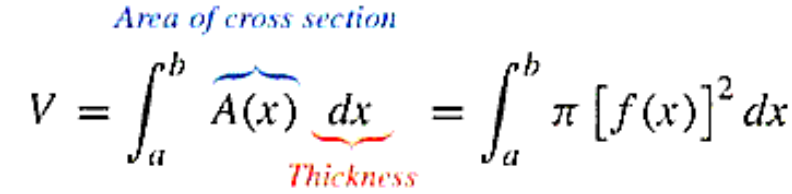 Area of cross section
V = ∫_a^b A(x) dx = ∫_a^b π [f(x)]² dx
Thickness